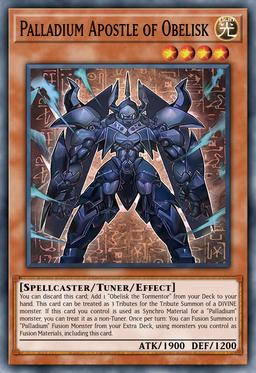 PALLADIUM APOSTLE OF OBELISK
光
[SPELLCASTER/TUNER/EFFECT]
You can discard this card; Add 1 "Obelisk the Tormentor" from your Deck to your
hand. This card can be treated as 3 Tributes for the Tribute Summon of a DIVINE
monster. If this card you control is used as Synchro Material for a "Palladium"
monster, you can treat it as a non-Tuner. Once per turn: You can Fusion Summon 1
"Palladium" Fusion Monster from your Extra Deck, using monsters you control as
Fusion Materials, including this card.
ATK/1900 DEF/1200